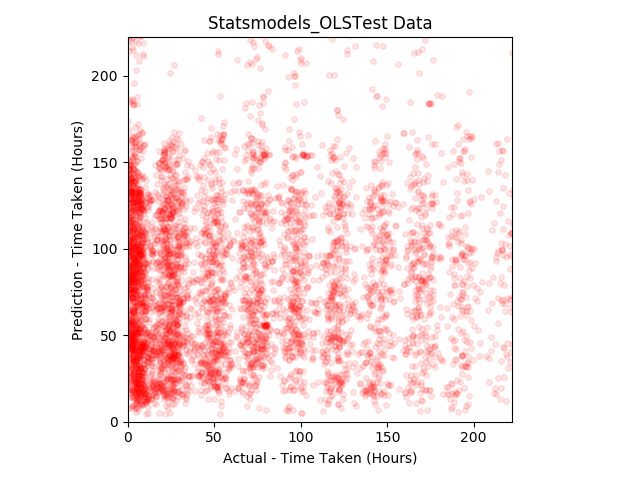 Statsmodels_OLSTest Data
Prediction - Time Taken (Hours)
200
150
100
50
0
0 50 100 150 200
Actual - Time Taken (Hours)